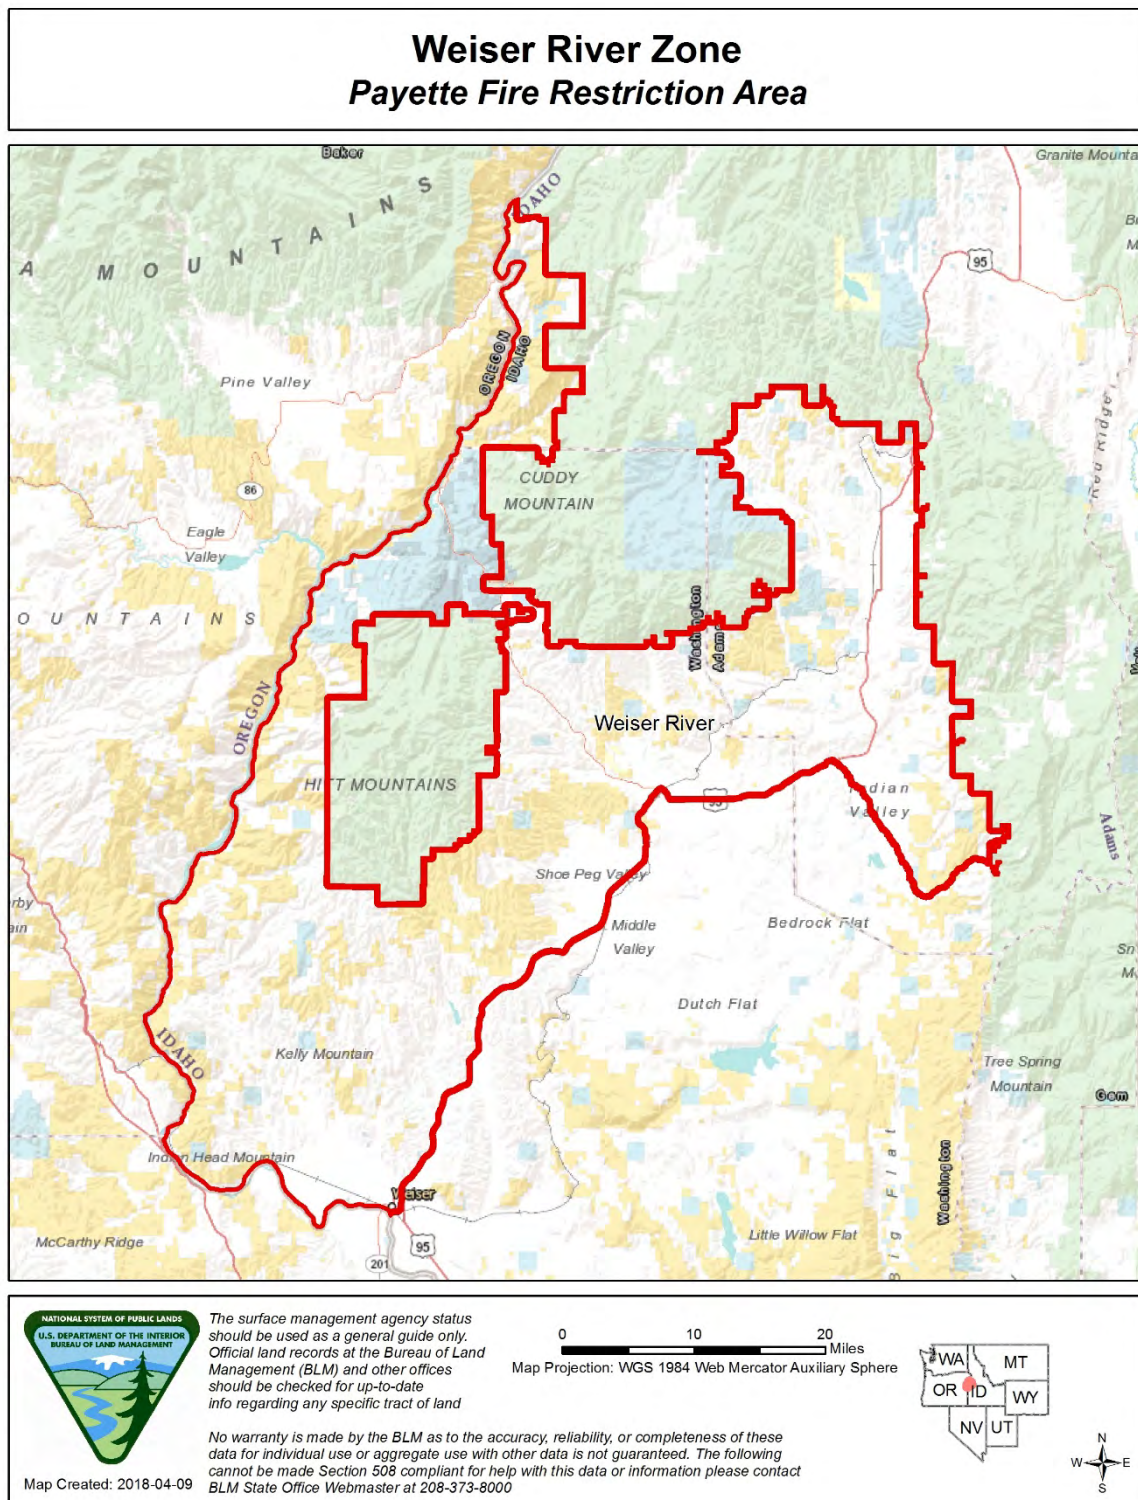 Weiser River Zone
Payette Fire Restriction Area
Baker
Granite Mounta
IDAHO
A MOUNTAINS
95
OREGON
IDAHO
Pine Valley
Red Ridge
CUDDY
MOUNTAIN
86
Eagle
Valley
OUNTAINS
Washington
Adams
OREGON
Weiser River
HITT MOUNTAINS
95
Indian
Valley
Adams
Shoe Peg Valley
Middle
Valley
Bedrock Flat
Dutch Flat
IDAHO
Kelly Mountain
Tree Spring
Mountain
Gem
Indian Head Mountain
Big Flat
Washington
Weiser
McCarthy Ridge
95
201
Little Willow Flat
NATIONAL SYSTEM OF PUBLIC LANDS
U.S. DEPARTMENT OF THE INTERIOR
BUREAU OF LAND MANAGEMENT
Map Created: 2018-04-09
The surface management agency status
should be used as a general guide only.
Official land records at the Bureau of Land
Management (BLM) and other offices
should be checked for up-to-date
info regarding any specific tract of land
No warranty is made by the BLM as to the accuracy, reliability, or completeness of these
data for individual use or aggregate use with other data is not guaranteed. The following
cannot be made Section 508 compliant for help with this data or information please contact
BLM State Office Webmaster at 208-373-8000
0 10 20
Miles
Map Projection: WGS 1984 Web Mercator Auxiliary Sphere
WA MT
OR ID WY
NV UT
N
W E
S